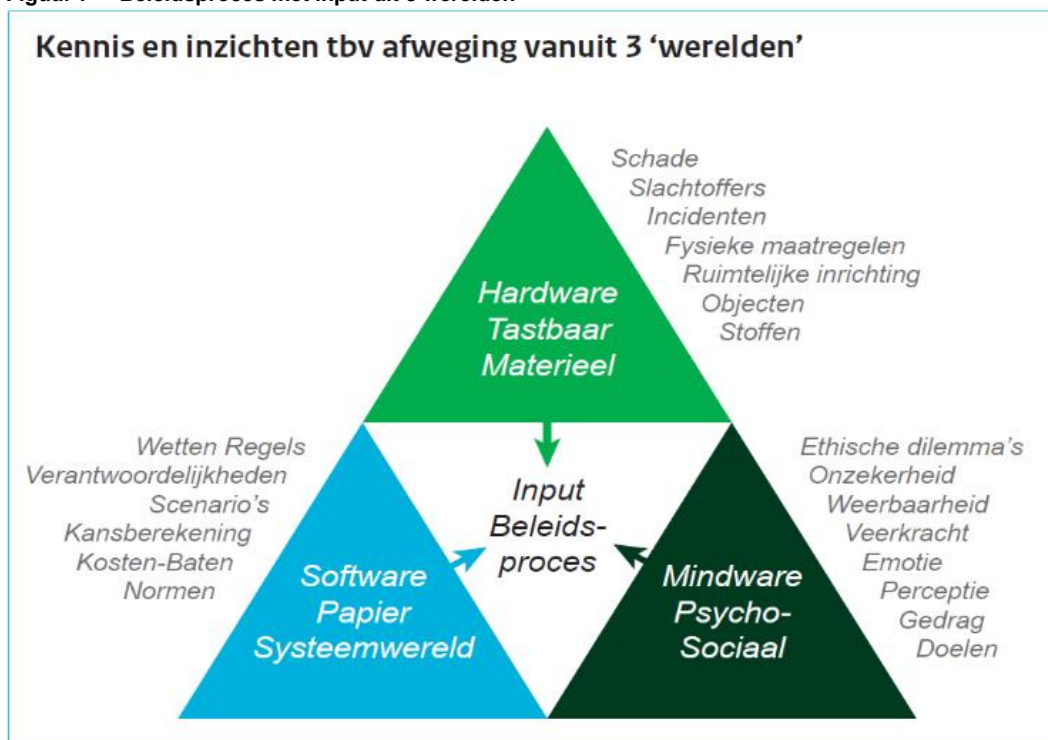 Kennis en inzichten tbv afweging vanuit 3 ‘werelden’
Schade
Slachtoffers
Incidenten
Fysieke maatregelen
Ruimtelijke inrichting
Objecten
Stoffen
Hardware
Tastbaar
Materieel
Wetten Regels
Verantwoordelijkheden
Scenario’s
Kansberekening
Kosten-Baten
Normen
Input
Beleids-
proces
Ethische dilemma’s
Onzekerheid
Weerbaarheid
Veerkracht
Emotie
Perceptie
Gedrag
Doelen
Software
Papier
Systeemwereld
Mindware
Psycho-
Sociaal